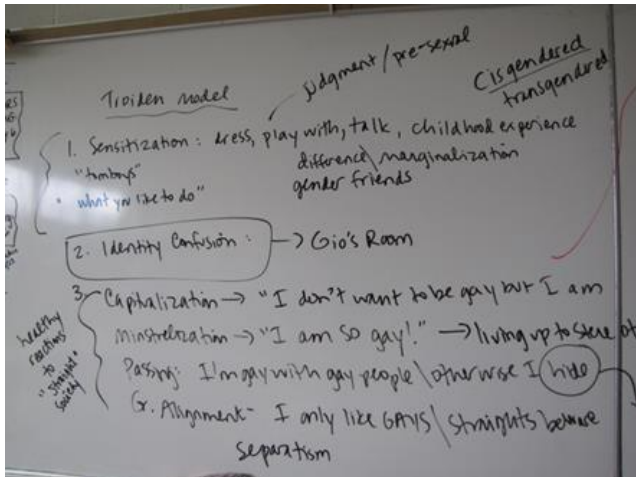 judgment / pre-sexual
Cisgendered
transgendered
Troiden model
1. Sensitization : dress, play with, talk, childhood experience
difference \ marginalization
"tomboys"
gender friends
• what you like to do"
2. Identity Confusion : -> Gio's Room
3. Capitalization -> "I don't want to be gay but I am
Minstrelization -> "I am so gay!" -> living up to
Passing: I'm gay with gay people \ otherwise I hide
Gr. Alignment - I only like GAYS \ straights beware
separatism
healthy
reactions
to
"straight"
society